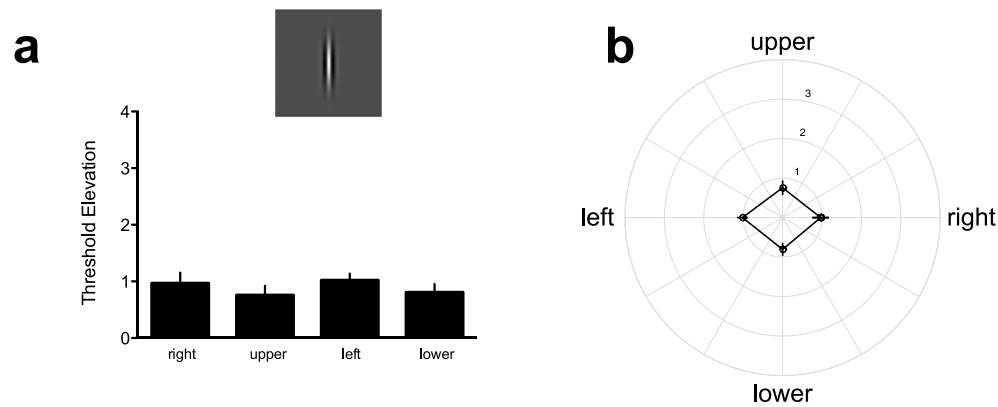 a
Threshold Elevation
4
3
2
1
0
right upper left lower
b
upper
3
2
1
left
right
lower